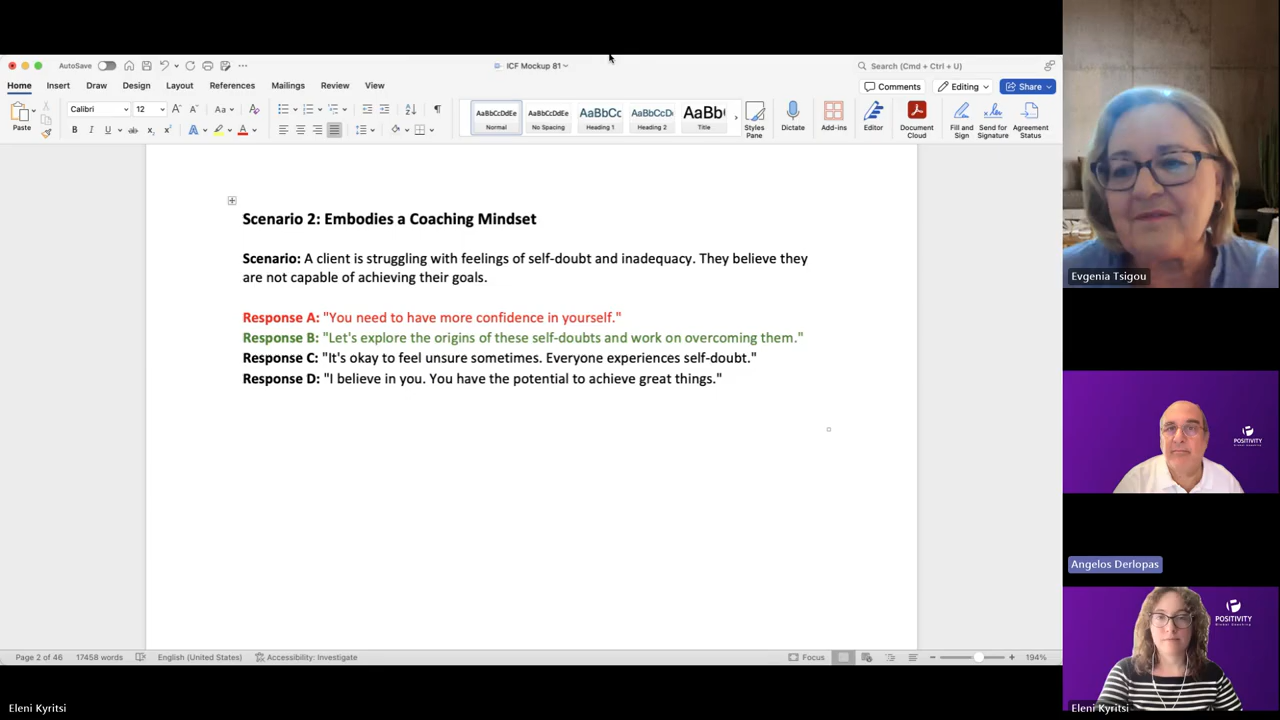 AutoSave
ICF Mockup 81
Search (Cmd + Ctrl + U)
Home Insert Draw Design Layout References Mailings Review View
Comments Editing Share
Paste
Calibri 12
AaBbCcDdEe AaBbCcDdEe AaBbCc AaBbCcDc AaBb(
Normal No Spacing Heading 1 Heading 2 Title
Styles Pane
Dictate
Add-ins
Editor
Document Cloud
Fill and Sign
Send for Signature
Agreement Status
Scenario 2: Embodies a Coaching Mindset
Scenario: A client is struggling with feelings of self-doubt and inadequacy. They believe they
are not capable of achieving their goals.
Response A: "You need to have more confidence in yourself."
Response B: "Let's explore the origins of these self-doubts and work on overcoming them."
Response C: "It's okay to feel unsure sometimes. Everyone experiences self-doubt."
Response D: "I believe in you. You have the potential to achieve great things."
Page 2 of 46 17458 words English (United States) Accessibility: Investigate Focus 194%
Eleni Kyritsi
Evgenia Tsigou
POSITIVITY
Angelos Derlopas
POSITIVITY
Eleni Kyritsi